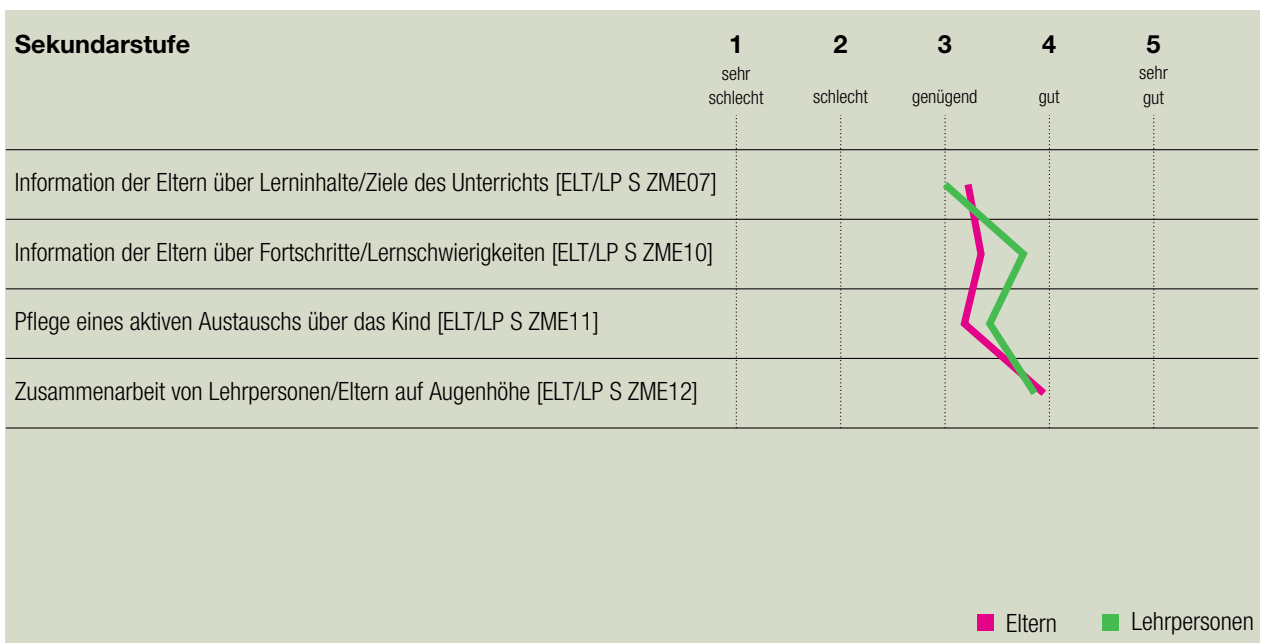 Sekundarstufe 1 2 3 4 5
sehr sehr
schlecht schlecht genügend gut gut
Information der Eltern über Lerninhalte/Ziele des Unterrichts [ELT/LP S ZME07]
Information der Eltern über Fortschritte/Lernschwierigkeiten [ELT/LP S ZME10]
Pflege eines aktiven Austauschs über das Kind [ELT/LP S ZME11]
Zusammenarbeit von Lehrpersonen/Eltern auf Augenhöhe [ELT/LP S ZME12]
Eltern Lehrpersonen